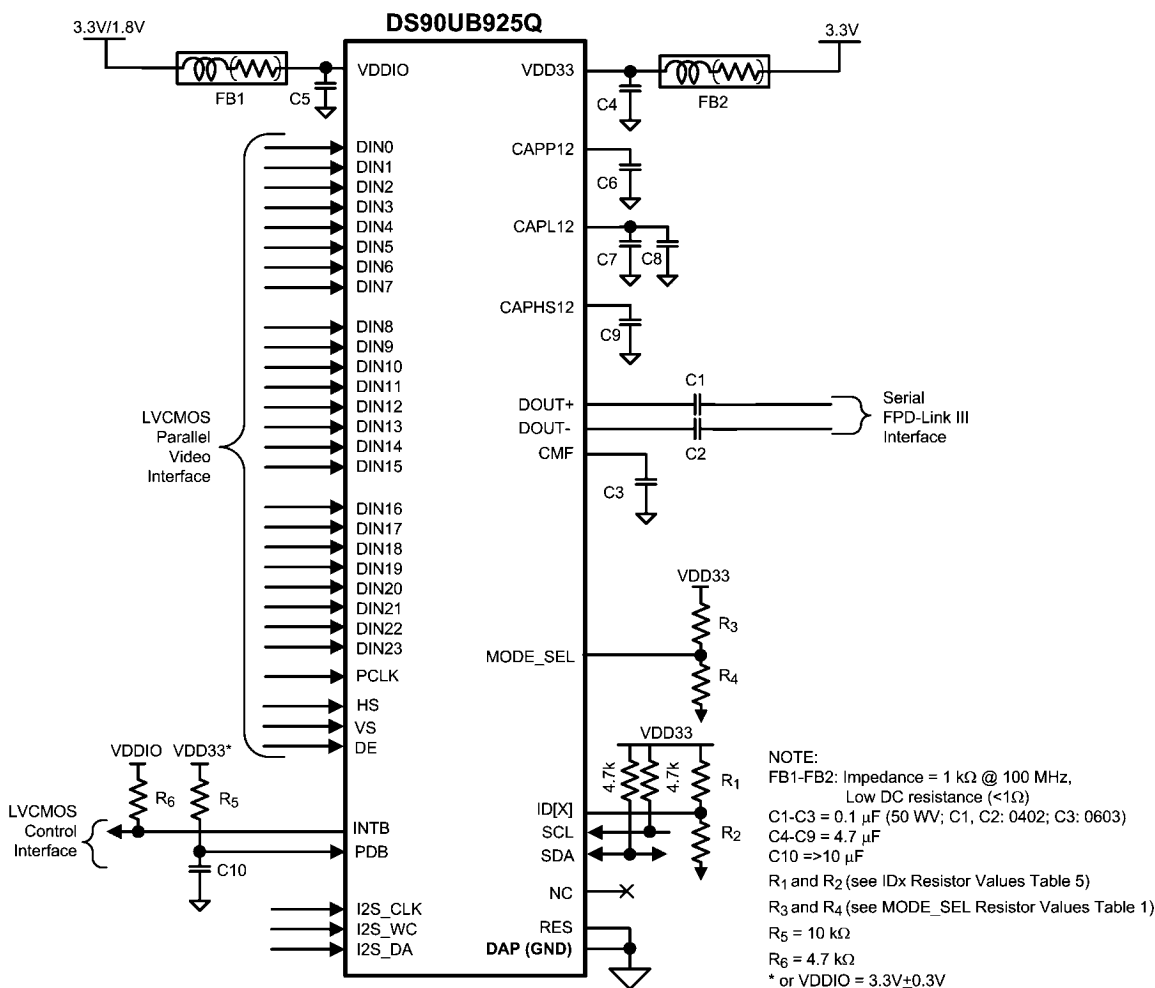 DS90UB925Q
3.3V/1.8V
FB1
C5
VDDIO
VDD33
C4
FB2
3.3V
CAPP12
C6
CAPL12
C7
C8
CAPHS12
C9
DOUT+
DOUT-
C1
C2
Serial
FPD-Link III
Interface
CMF
C3
LVCMOS
Parallel
Video
Interface
DIN0
DIN1
DIN2
DIN3
DIN4
DIN5
DIN6
DIN7
DIN8
DIN9
DIN10
DIN11
DIN12
DIN13
DIN14
DIN15
DIN16
DIN17
DIN18
DIN19
DIN20
DIN21
DIN22
DIN23
PCLK
HS
VS
DE
VDD33
R3
MODE_SEL
R4
VDDIO
VDD33*
R6
R5
LVCMOS
Control
Interface
INTB
PDB
C10
VDD33
4.7k
4.7k
R1
ID[X]
SCL
R2
SDA
NC
RES
DAP (GND)
I2S_CLK
I2S_WC
I2S_DA
NOTE:
FB1-FB2: Impedance = 1 kΩ @ 100 MHz,
Low DC resistance (<1Ω)
C1-C3 = 0.1 μF (50 WV; C1, C2: 0402; C3: 0603)
C4-C9 = 4.7 μF
C10 =>10 μF
R1 and R2 (see IDx Resistor Values Table 5)
R3 and R4 (see MODE_SEL Resistor Values Table 1)
R5 = 10 kΩ
R6 = 4.7 kΩ
* or VDDIO = 3.3V±0.3V